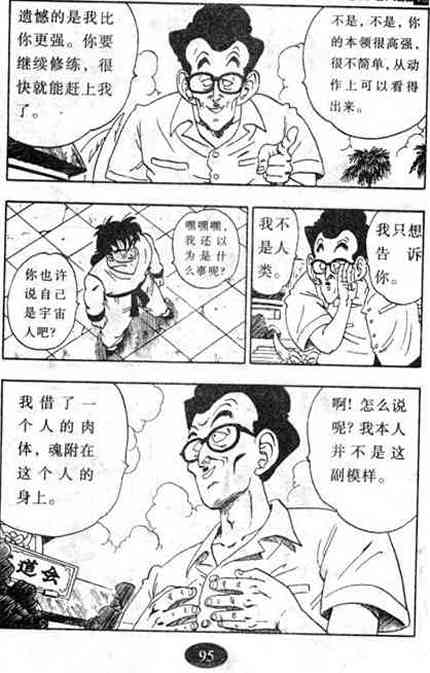 不是，不是，你
的本领很高强，
很不简单，从动
作上可以看得
出来。
遗憾的是我比
你更强。你要
继续修练，很
快就能赶上我
了。
我只想
告诉
你。
我不
是人
类。
嘿嘿嘿，
我还以
为是什
么事呢？
你也许
说自己
是宇宙
人吧？
啊！怎么说
呢？我本人
并不是这
副模样。
我借了一
个人的肉
体，魂附在
这个人的
身上。
道会
95